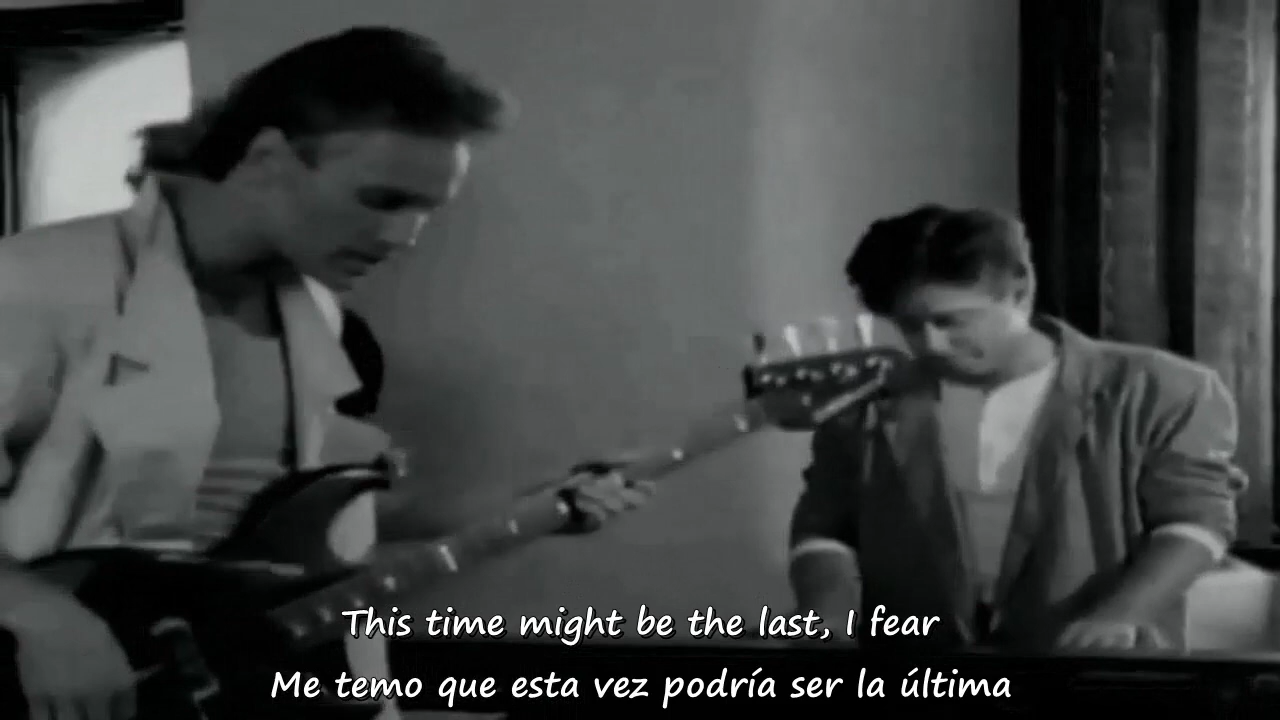 This time might be the last, I fear
Me temo que esta vez podría ser la última